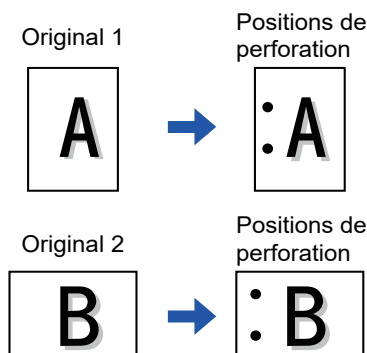 Original 1
Positions de
perforation
A
A
Original 2
Positions de
perforation
B
B